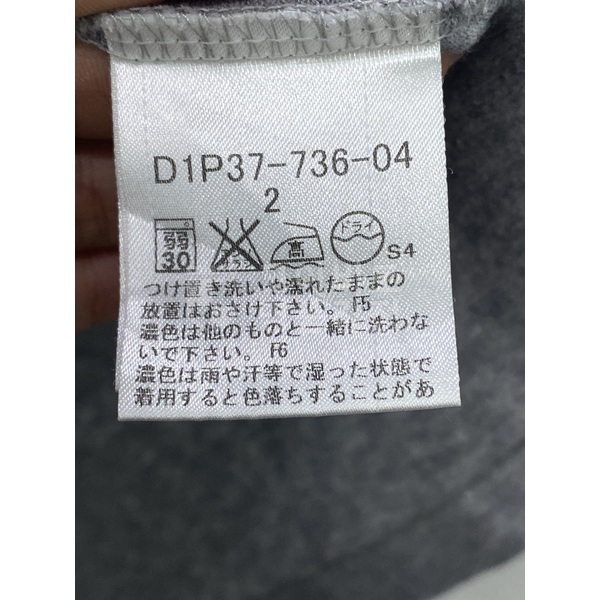 D1P37-736-04
2
弱 30 高 ドライ S4
つけ置き洗いや濡れたままの
放置はおさけ下さい。F5
濃色は他のものと一緒に洗わな
いで下さい。F6
濃色は雨や汗等で湿った状態で
着用すると色落ちすることがあ